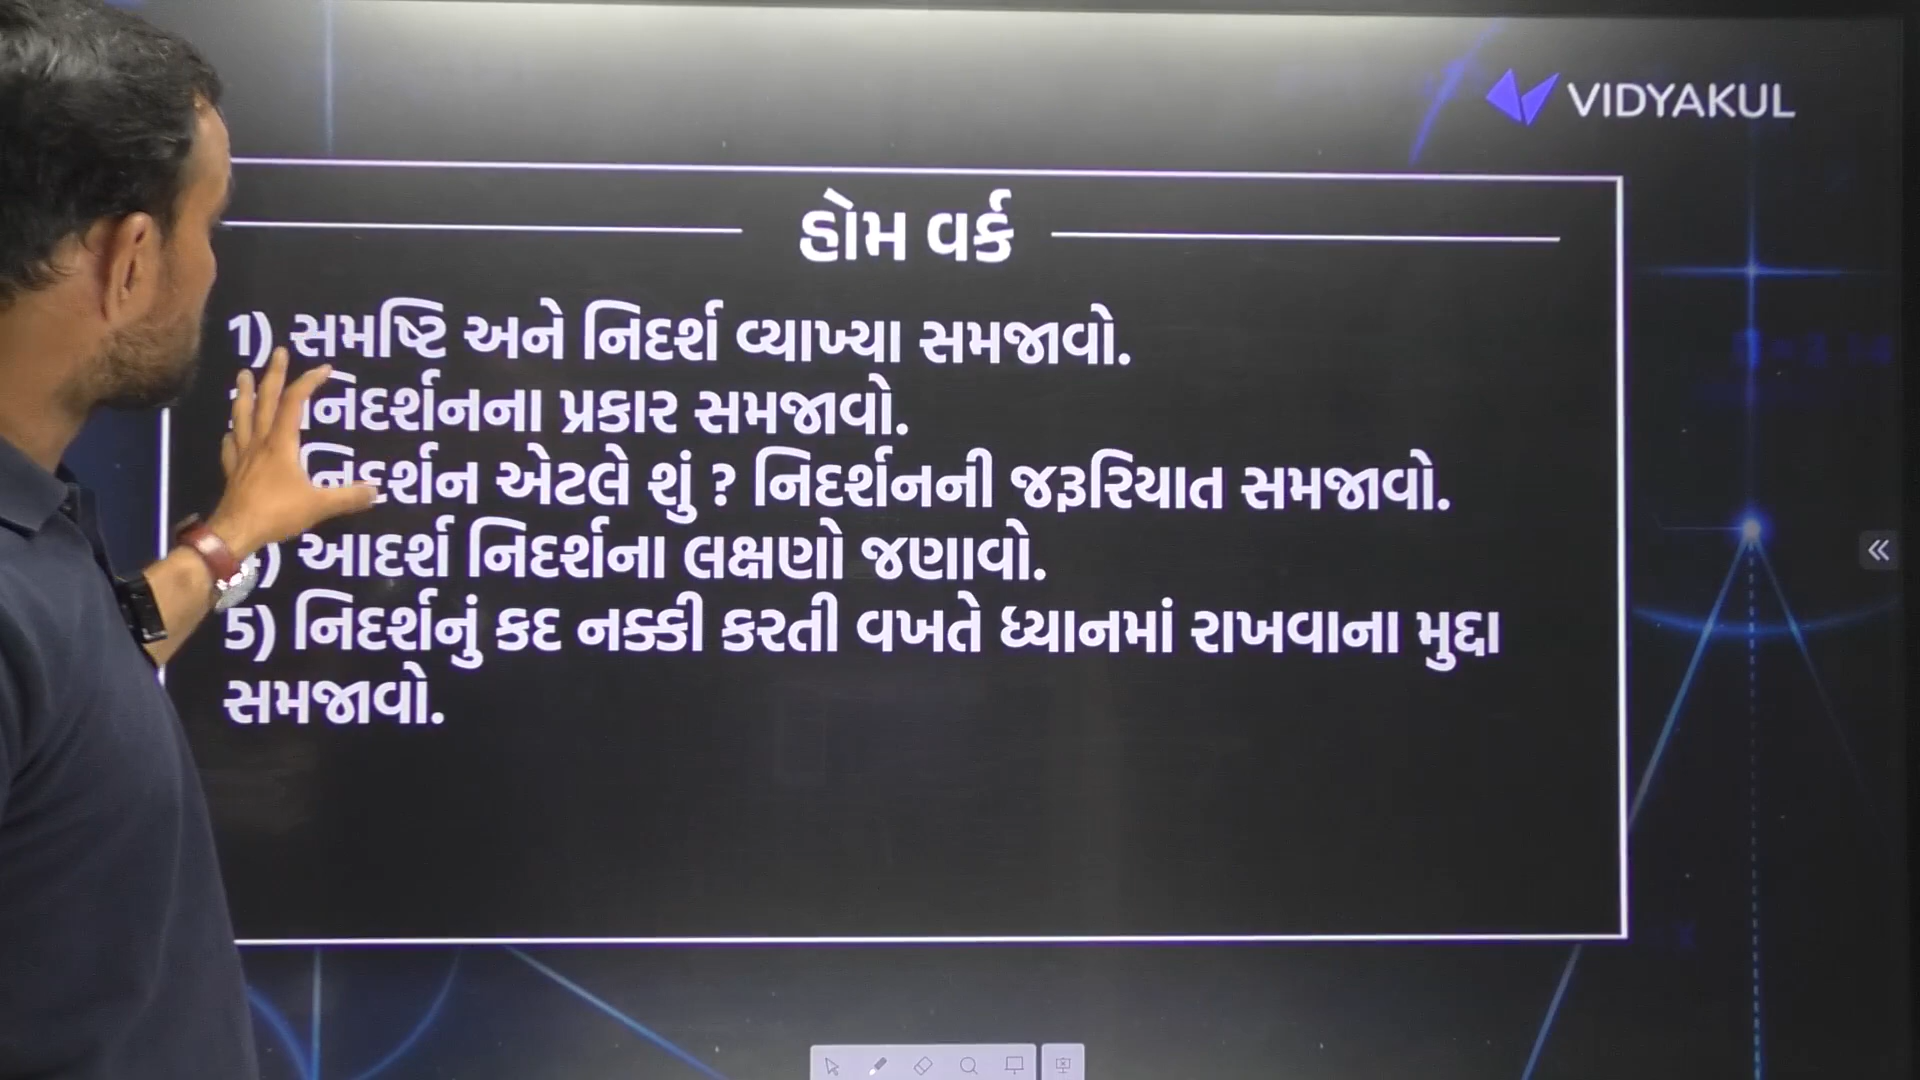 VIDYAKUL
હોમ વર્ક
1) સમષ્ટિ અને નિદર્શ વ્યાખ્યા સમજાવો.
નિદર્શનના પ્રકાર સમજાવો.
નિદર્શન એટલે શું ? નિદર્શનની જરૂરિયાત સમજાવો.
) આદર્શ નિદર્શના લક્ષણો જણાવો.
5) નિદર્શનું કદ નક્કી કરતી વખતે ધ્યાનમાં રાખવાના મુદ્દા
સમજાવો.